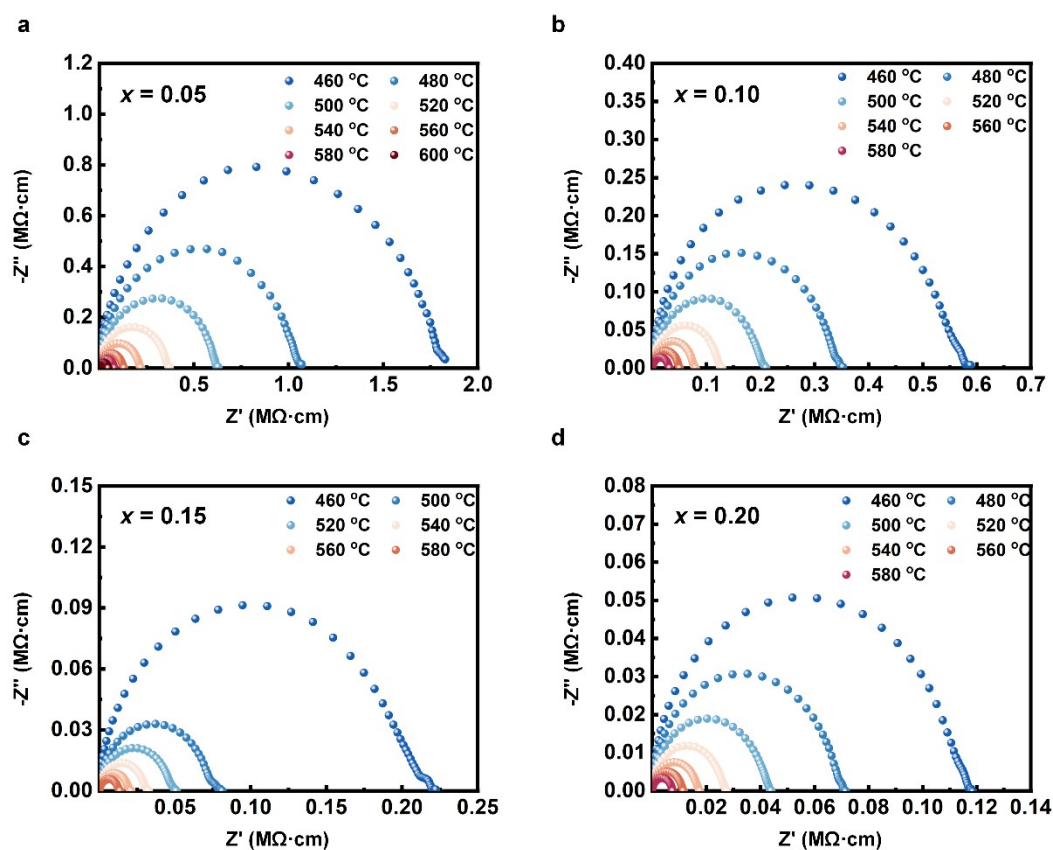 a
1.2
1.0
0.8
0.6
0.4
0.2
0.0
-Z'' (MΩ·cm)
x = 0.05
460 °C 480 °C
500 °C 520 °C
540 °C 560 °C
580 °C 600 °C
0.5 1.0 1.5 2.0
Z' (MΩ·cm)
b
0.40
0.35
0.30
0.25
0.20
0.15
0.10
0.05
0.00
-Z'' (MΩ·cm)
x = 0.10
460 °C 480 °C
500 °C 520 °C
540 °C 560 °C
580 °C
0.1 0.2 0.3 0.4 0.5 0.6 0.7
Z' (MΩ·cm)
c
0.15
0.12
0.09
0.06
0.03
0.00
-Z'' (MΩ·cm)
x = 0.15
460 °C 500 °C
520 °C 540 °C
560 °C 580 °C
0.05 0.10 0.15 0.20 0.25
Z' (MΩ·cm)
d
0.08
0.07
0.06
0.05
0.04
0.03
0.02
0.01
0.00
-Z'' (MΩ·cm)
x = 0.20
460 °C 480 °C
500 °C 520 °C
540 °C 560 °C
580 °C
0.02 0.04 0.06 0.08 0.10 0.12 0.14
Z' (MΩ·cm)